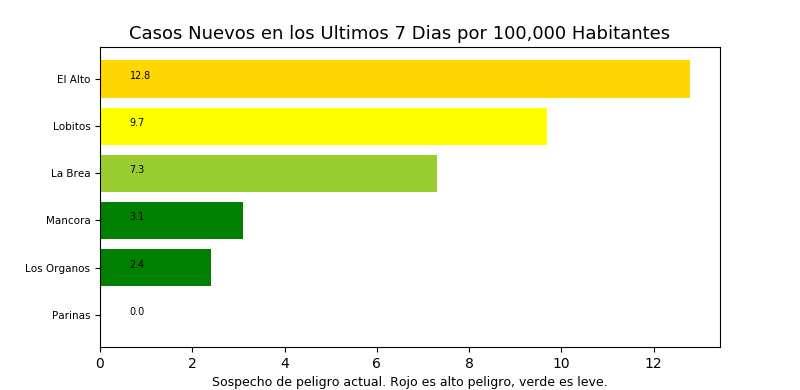 Casos Nuevos en los Ultimos 7 Dias por 100,000 Habitantes
El Alto 12.8
Lobitos 9.7
La Brea 7.3
Mancora 3.1
Los Organos 2.4
Parinas 0.0
0 2 4 6 8 10 12
Sospecho de peligro actual. Rojo es alto peligro, verde es leve.